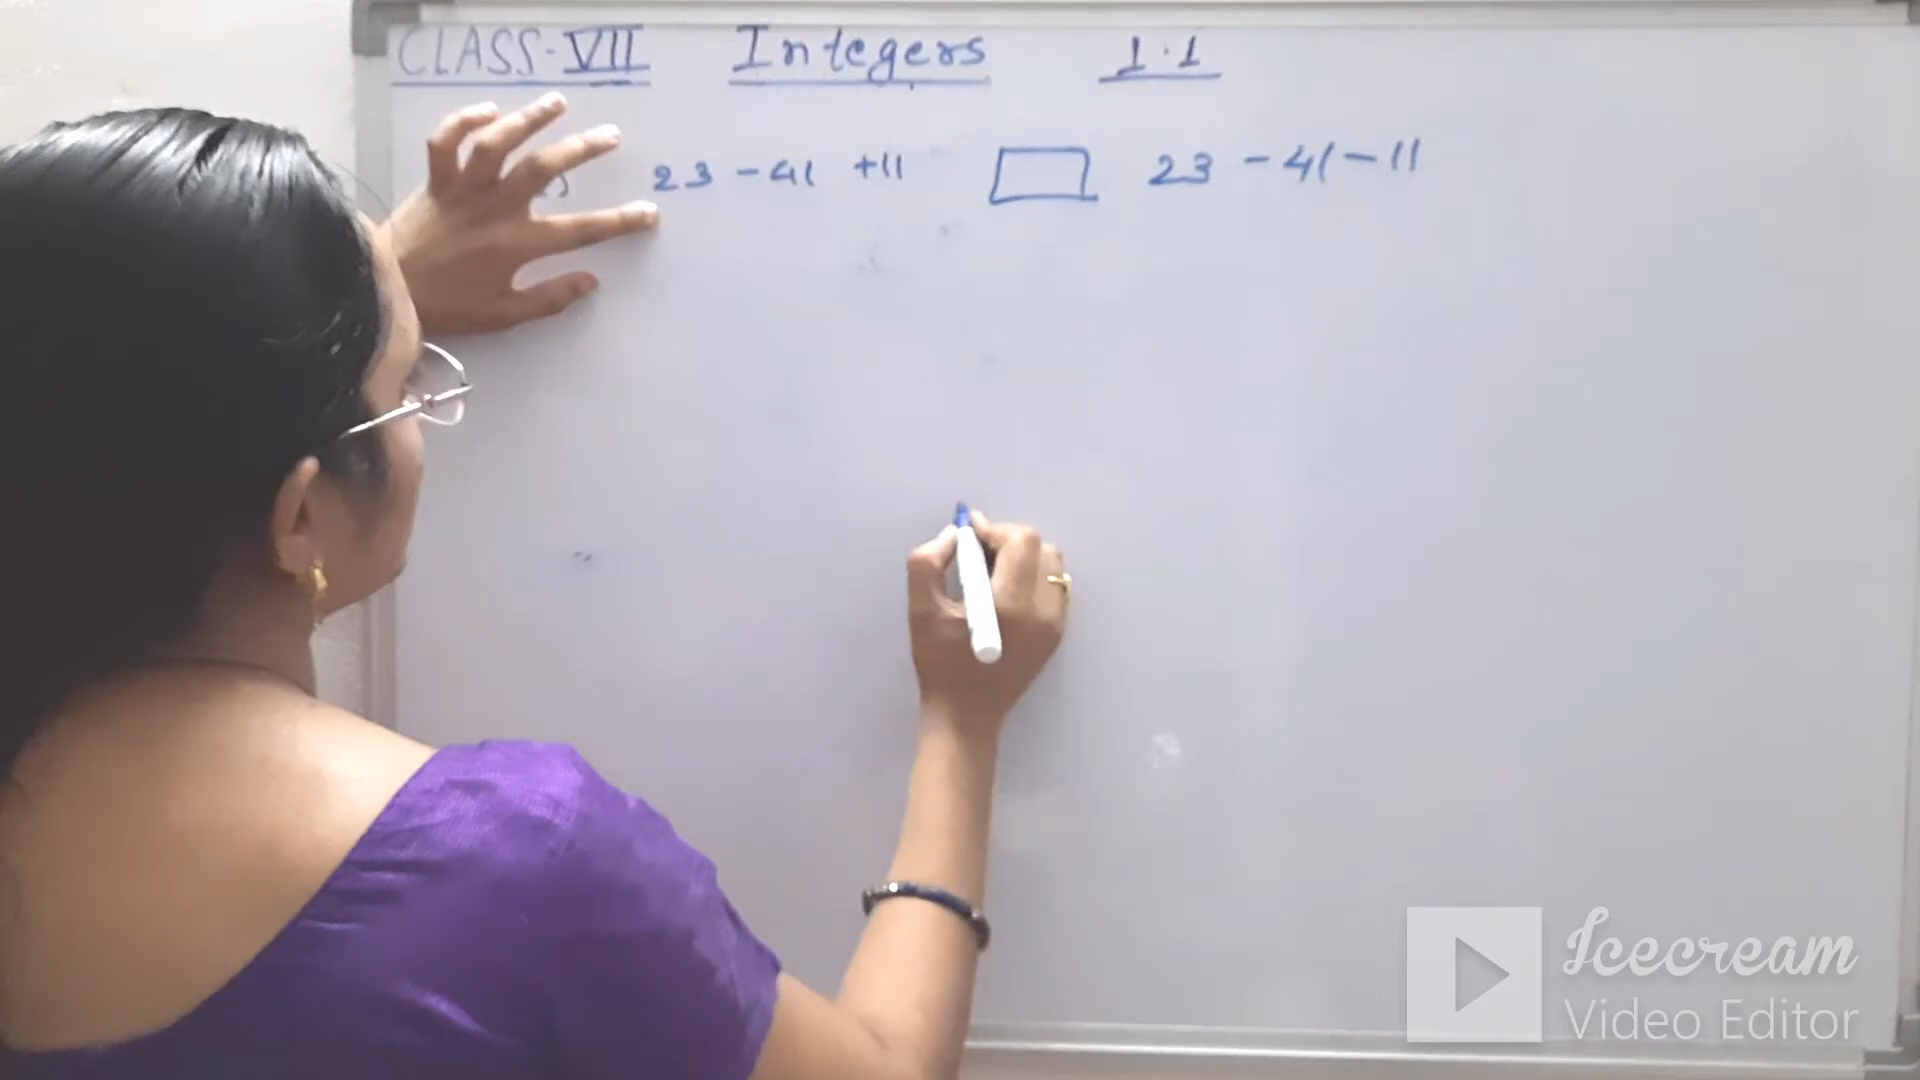 CLASS-VII Integers 1.1
) 23 - 41 + 11 23 - 41 - 11
Icecream
Video Editor